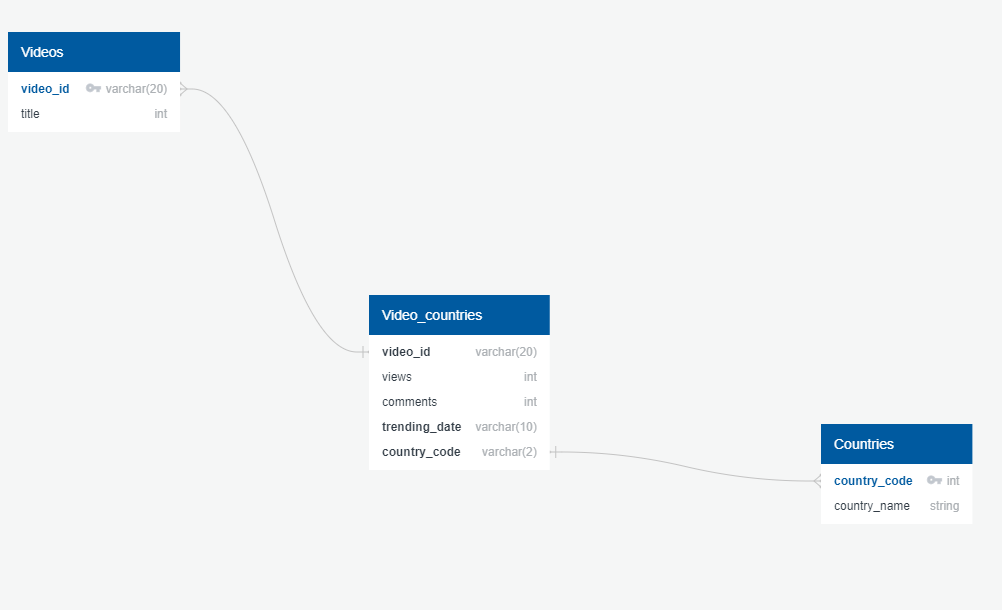 Videos
video_id varchar(20)
title int
Video_countries
video_id varchar(20)
views int
comments int
trending_date varchar(10)
country_code varchar(2)
Countries
country_code int
country_name string